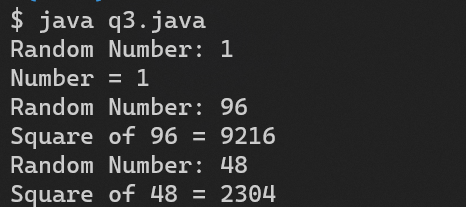 $ java q3.java
Random Number: 1
Number = 1
Random Number: 96
Square of 96 = 9216
Random Number: 48
Square of 48 = 2304